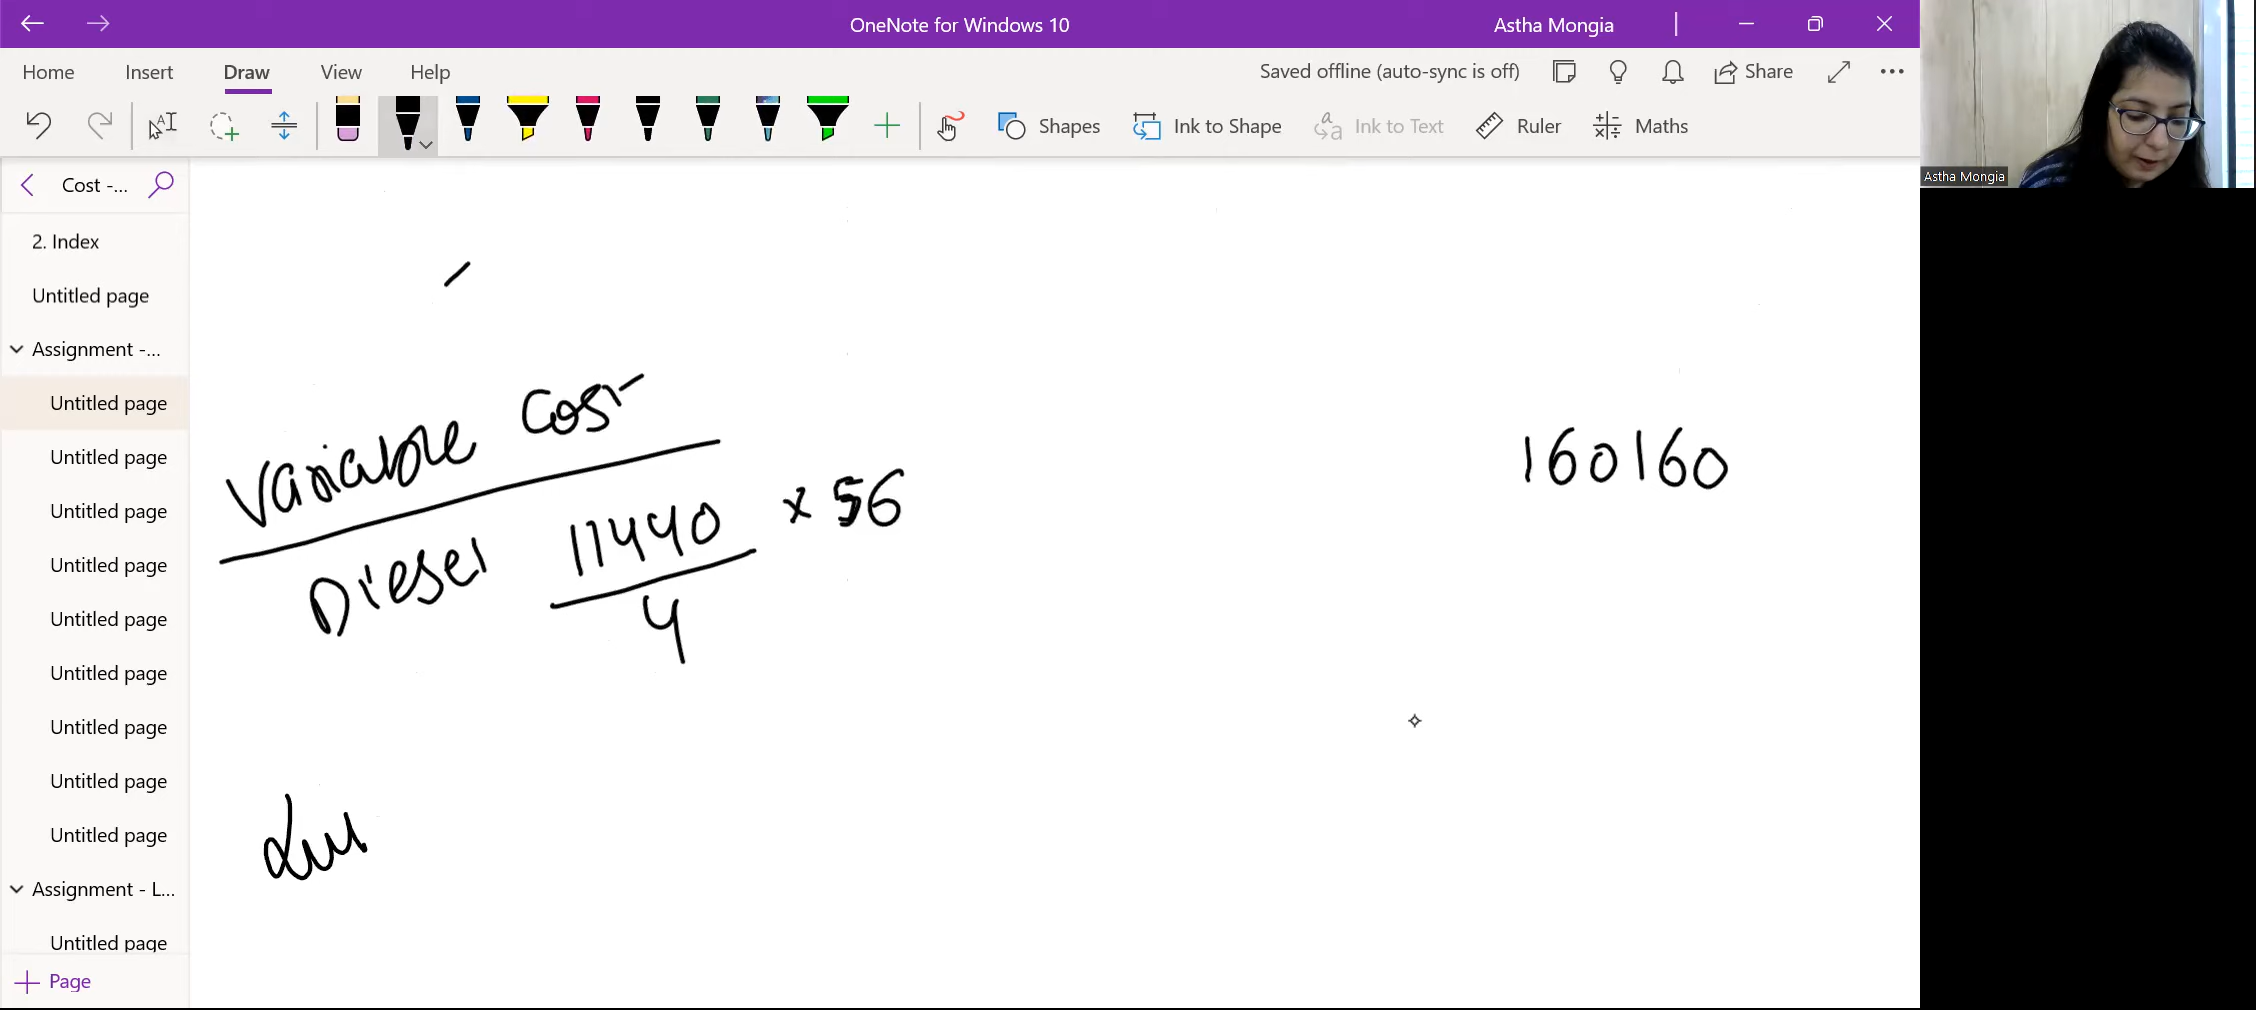 OneNote for Windows 10
Astha Mongia
Home Insert Draw View Help
Saved offline (auto-sync is off)
Share
Shapes
Ink to Shape
Ink to Text
Ruler
Maths
Astha Mongia
Cost -...
2. Index
Untitled page
Assignment -...
Untitled page
Untitled page
Untitled page
Untitled page
Untitled page
Untitled page
Untitled page
Untitled page
Untitled page
Assignment - L...
Untitled page
Page
Variable Cost
Diesel 11440 × 56
4
160160
Lu